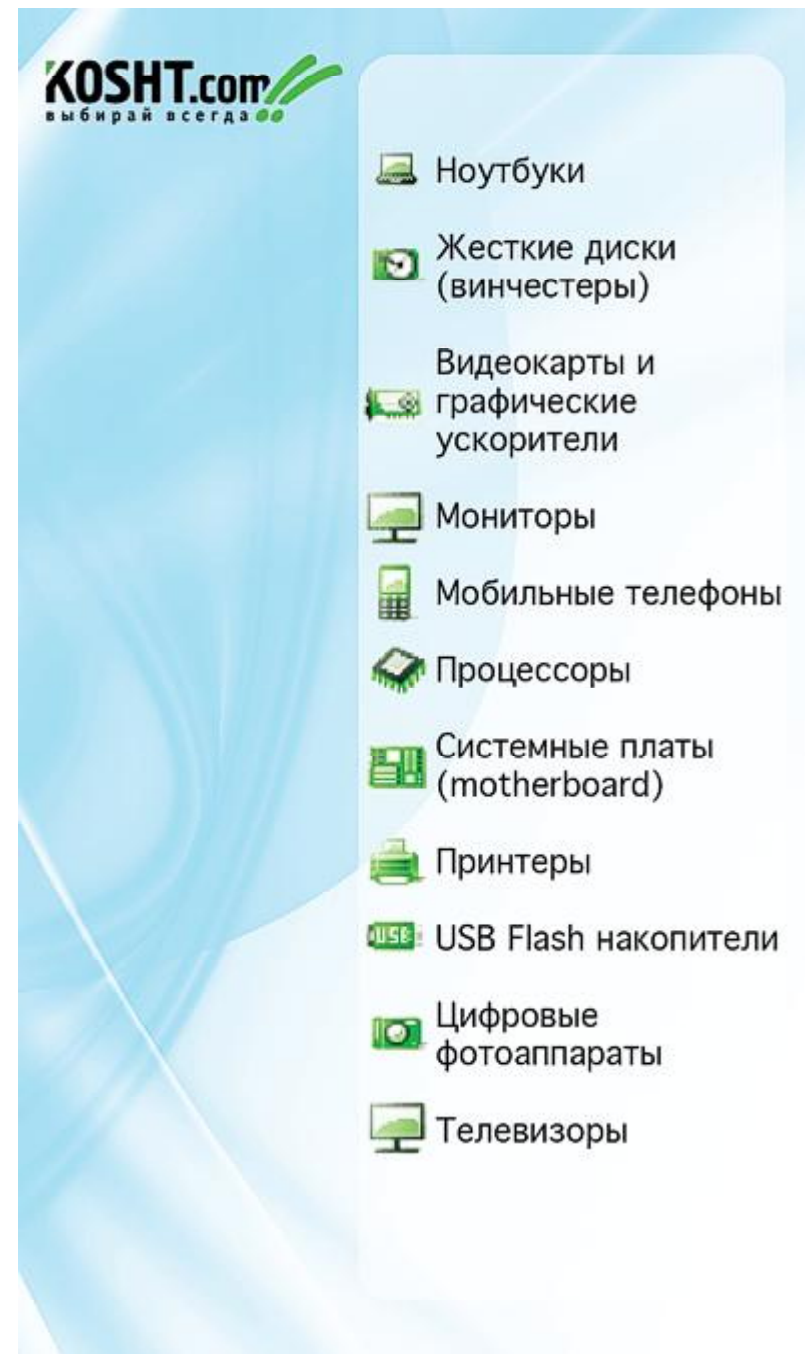 KOSHT.com
выбирай всегда
Ноутбуки
Жесткие диски
(винчестеры)
Видеокарты и
графические
ускорители
Мониторы
Мобильные телефоны
Процессоры
Системные платы
(motherboard)
Принтеры
USB
USB Flash накопители
Цифровые
фотоаппараты
Телевизоры